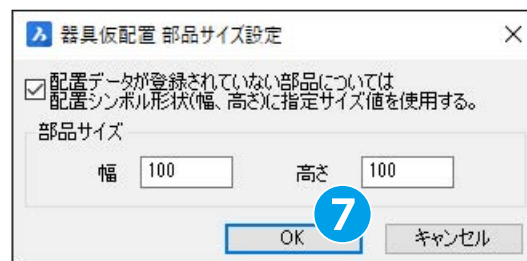 器具仮配置 部品サイズ設定
配置データが登録されていない部品については
配置シンボル形状(幅、高さ)に指定サイズ値を使用する。
部品サイズ
幅 100 高さ 100
7
OK キャンセル